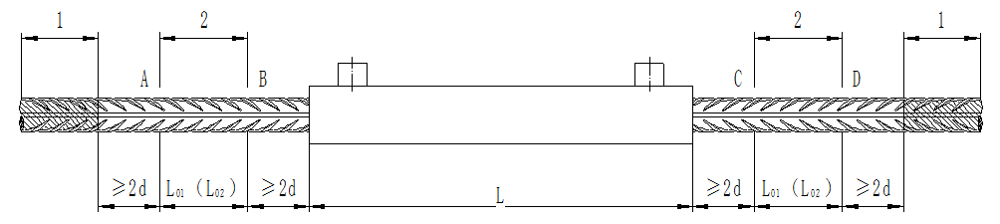 1 2 2 1
A B C D
≥2d L01 (L02) ≥2d L ≥2d L01 (L02) ≥2d